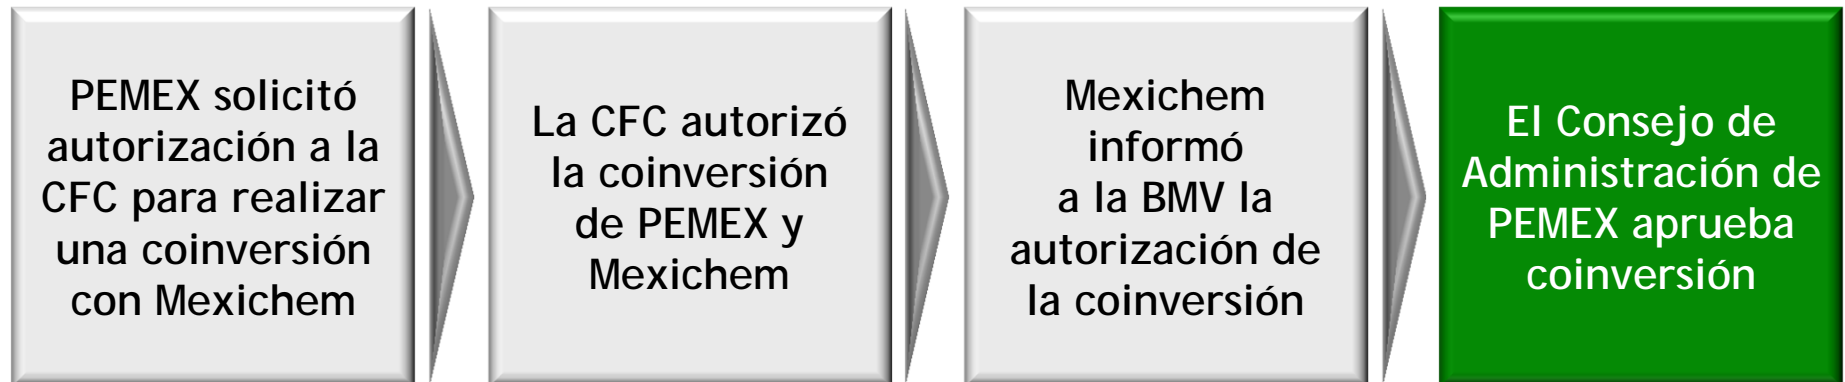 PEMEX solicitó
autorización a la
CFC para realizar
una coinversión
con Mexichem
La CFC autorizó
la coinversión
de PEMEX y
Mexichem
Mexichem
informó
a la BMV la
autorización de
la coinversión
El Consejo de
Administración de
PEMEX aprueba
coinversión